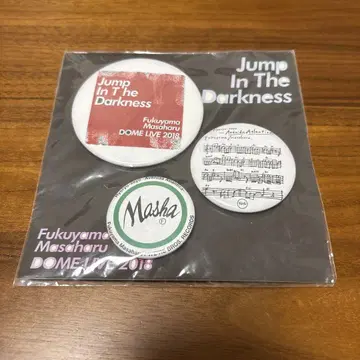 Jump
In The
Darkness
Jump
In The
Darkness
Fukuyama
Masaharu
DOME LIVE 2018
Fukuyama
Masha
Fukuyama
Masaharu
DOME LIVE 2018